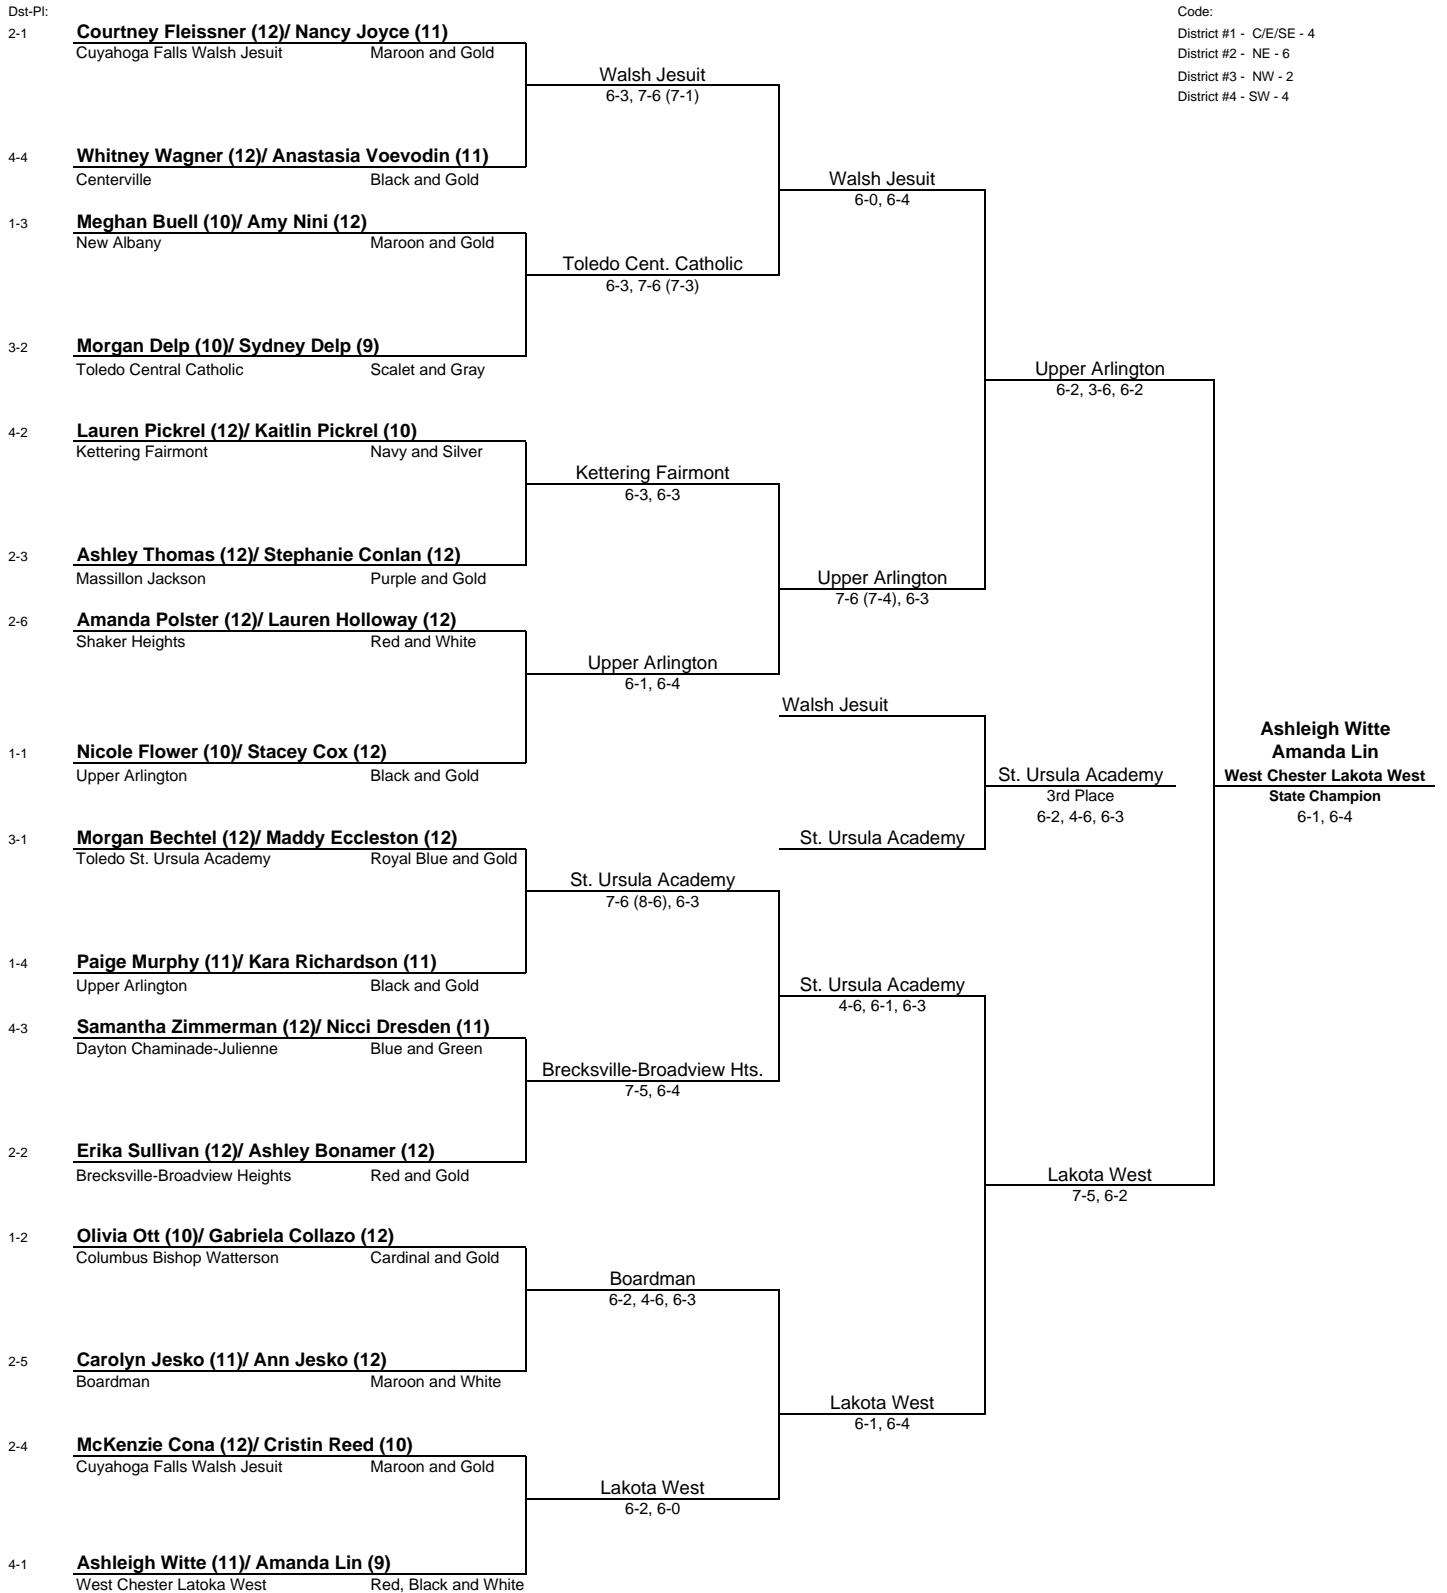 Dst-Pl:
Code:
2-1 Courtney Fleissner (12)/ Nancy Joyce (11)
District #1 - C/E/SE - 4
Cuyahoga Falls Walsh Jesuit Maroon and Gold
District #2 - NE - 6
Walsh Jesuit
District #3 - NW - 2
6-3, 7-6 (7-1)
District #4 - SW - 4
4-4 Whitney Wagner (12)/ Anastasia Voevodin (11)
Centerville Black and Gold
Walsh Jesuit
6-0, 6-4
1-3 Meghan Buell (10)/ Amy Nini (12)
New Albany Maroon and Gold
Toledo Cent. Catholic
6-3, 7-6 (7-3)
3-2 Morgan Delp (10)/ Sydney Delp (9)
Toledo Central Catholic Scalet and Gray
Upper Arlington
6-2, 3-6, 6-2
4-2 Lauren Pickrel (12)/ Kaitlin Pickrel (10)
Kettering Fairmont Navy and Silver
Kettering Fairmont
6-3, 6-3
2-3 Ashley Thomas (12)/ Stephanie Conlan (12)
Massillon Jackson Purple and Gold
Upper Arlington
7-6 (7-4), 6-3
2-6 Amanda Polster (12)/ Lauren Holloway (12)
Shaker Heights Red and White
Upper Arlington
6-1, 6-4
Walsh Jesuit
Ashleigh Witte
Amanda Lin
1-1 Nicole Flower (10)/ Stacey Cox (12)
Upper Arlington Black and Gold
St. Ursula Academy
West Chester Lakota West
3rd Place
State Champion
6-2, 4-6, 6-3
6-1, 6-4
3-1 Morgan Bechtel (12)/ Maddy Eccleston (12)
St. Ursula Academy
Toledo St. Ursula Academy Royal Blue and Gold
St. Ursula Academy
7-6 (8-6), 6-3
1-4 Paige Murphy (11)/ Kara Richardson (11)
Upper Arlington Black and Gold
St. Ursula Academy
4-6, 6-1, 6-3
4-3 Samantha Zimmerman (12)/ Nicci Dresden (11)
Dayton Chaminade-Julienne Blue and Green
Brecksville-Broadview Hts.
7-5, 6-4
2-2 Erika Sullivan (12)/ Ashley Bonamer (12)
Brecksville-Broadview Heights Red and Gold
Lakota West
7-5, 6-2
1-2 Olivia Ott (10)/ Gabriela Collazo (12)
Columbus Bishop Watterson Cardinal and Gold
Boardman
6-2, 4-6, 6-3
2-5 Carolyn Jesko (11)/ Ann Jesko (12)
Boardman Maroon and White
Lakota West
6-1, 6-4
2-4 McKenzie Cona (12)/ Cristin Reed (10)
Cuyahoga Falls Walsh Jesuit Maroon and Gold
Lakota West
6-2, 6-0
4-1 Ashleigh Witte (11)/ Amanda Lin (9)
West Chester Latoka West Red, Black and White